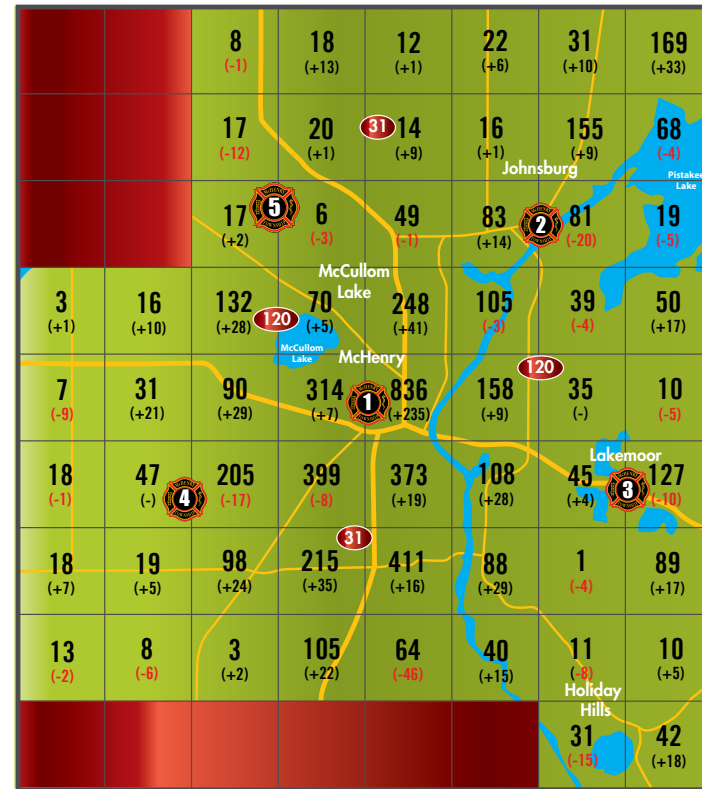 8 18 12 22 31 169
(-1) (+13) (+1) (+6) (+10) (+33)
17 20 31 14 16 155 68
(-12) (+1) (+9) (+1) (+9) (-4)
Johnsburg
Pistakee
Lake
17 5 6 49 83 2 81 19
(+2) (-3) (-1) (+14) (-20) (-5)
McCullom
Lake
3 16 132 70 248 105 39 50
(+1) (+10) (+28) 120 (+5) (+41) (-3) (-4) (+17)
McCullom
Lake
McHenry
120
7 31 90 314 1 836 158 35 10
(-9) (+21) (+29) (+7) (+235) (+9) (-) (-5)
Lakemoor
18 47 4 205 399 373 108 45 3 127
(-1) (-) (-17) (-8) (+19) (+28) (+4) (-10)
31
18 19 98 215 411 88 1 89
(+7) (+5) (+24) (+35) (+16) (+29) (-4) (+17)
13 8 3 105 64 40 11 10
(-2) (-6) (+2) (+22) (-46) (+15) (-8) (+5)
Holiday
Hills
31 42
(-15) (+18)